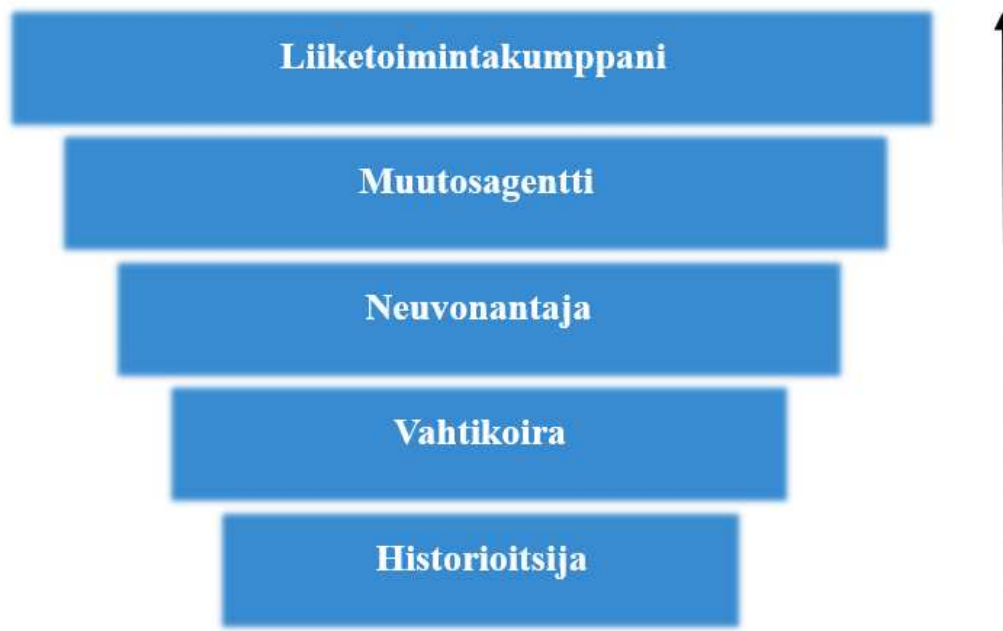 Liiketoimintakumppani
Muutosagentti
Neuvonantaja
Vahtikoira
Historioitsija